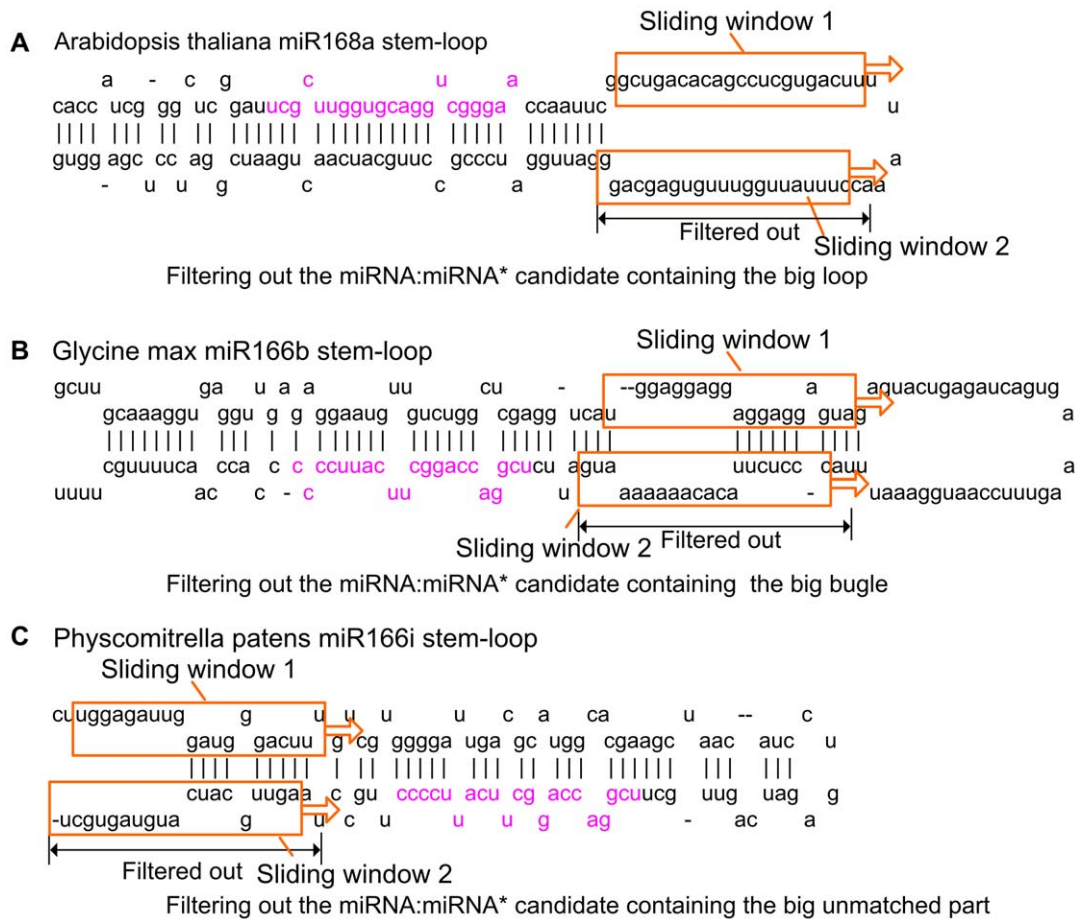 Sliding window 1
A Arabidopsis thaliana miR168a stem-loop
a - c g c u a ggcugacacagccucgugacuuu
cacc ucg gg uc gauucg uuggugcagg cggga ccaauuc u
|||| ||| || || ||||| |||||||||| ||||| |||||||
gugg agc cc ag cuaagu aacuacguuc gcccu gguuagg a
- u u g c c a gacgaguguuugguuauuuccaa
Filtered out
Sliding window 2
Filtering out the miRNA:miRNA* candidate containing the big loop
Sliding window 1
B Glycine max miR166b stem-loop
gcuu ga u a a uu cu - --ggaggagg a aguacugagaucagug
gcaaaggu ggu g g ggaaug gucugg cgagg ucau aggagg guag a
|||||||| ||| | | |||||| |||||| ||||| |||| |||||| ||||
cguuuuca cca c c ccuuac cggacc gcucu agua uucucc cauu a
uuuu ac c - c uu ag u aaaaaacaca - uaaagguaaccuuuga
Sliding window 2 Filtered out
Filtering out the miRNA:miRNA* candidate containing the big bugle
C Physcomitrella patens miR166i stem-loop
Sliding window 1
cuuggagauug g u u u u c a ca u -- c
gaug gacuu g cg gggga uga gc ugg cgaagc aac auc u
|||| ||||| | || ||||| ||| || ||| |||||| ||| |||
cuac uugaa c gu ccccu acu cg acc gcuucg uug uag g
-ucgugaugua g u c u u u g ag - ac a
Filtered out Sliding window 2
Filtering out the miRNA:miRNA* candidate containing the big unmatched part